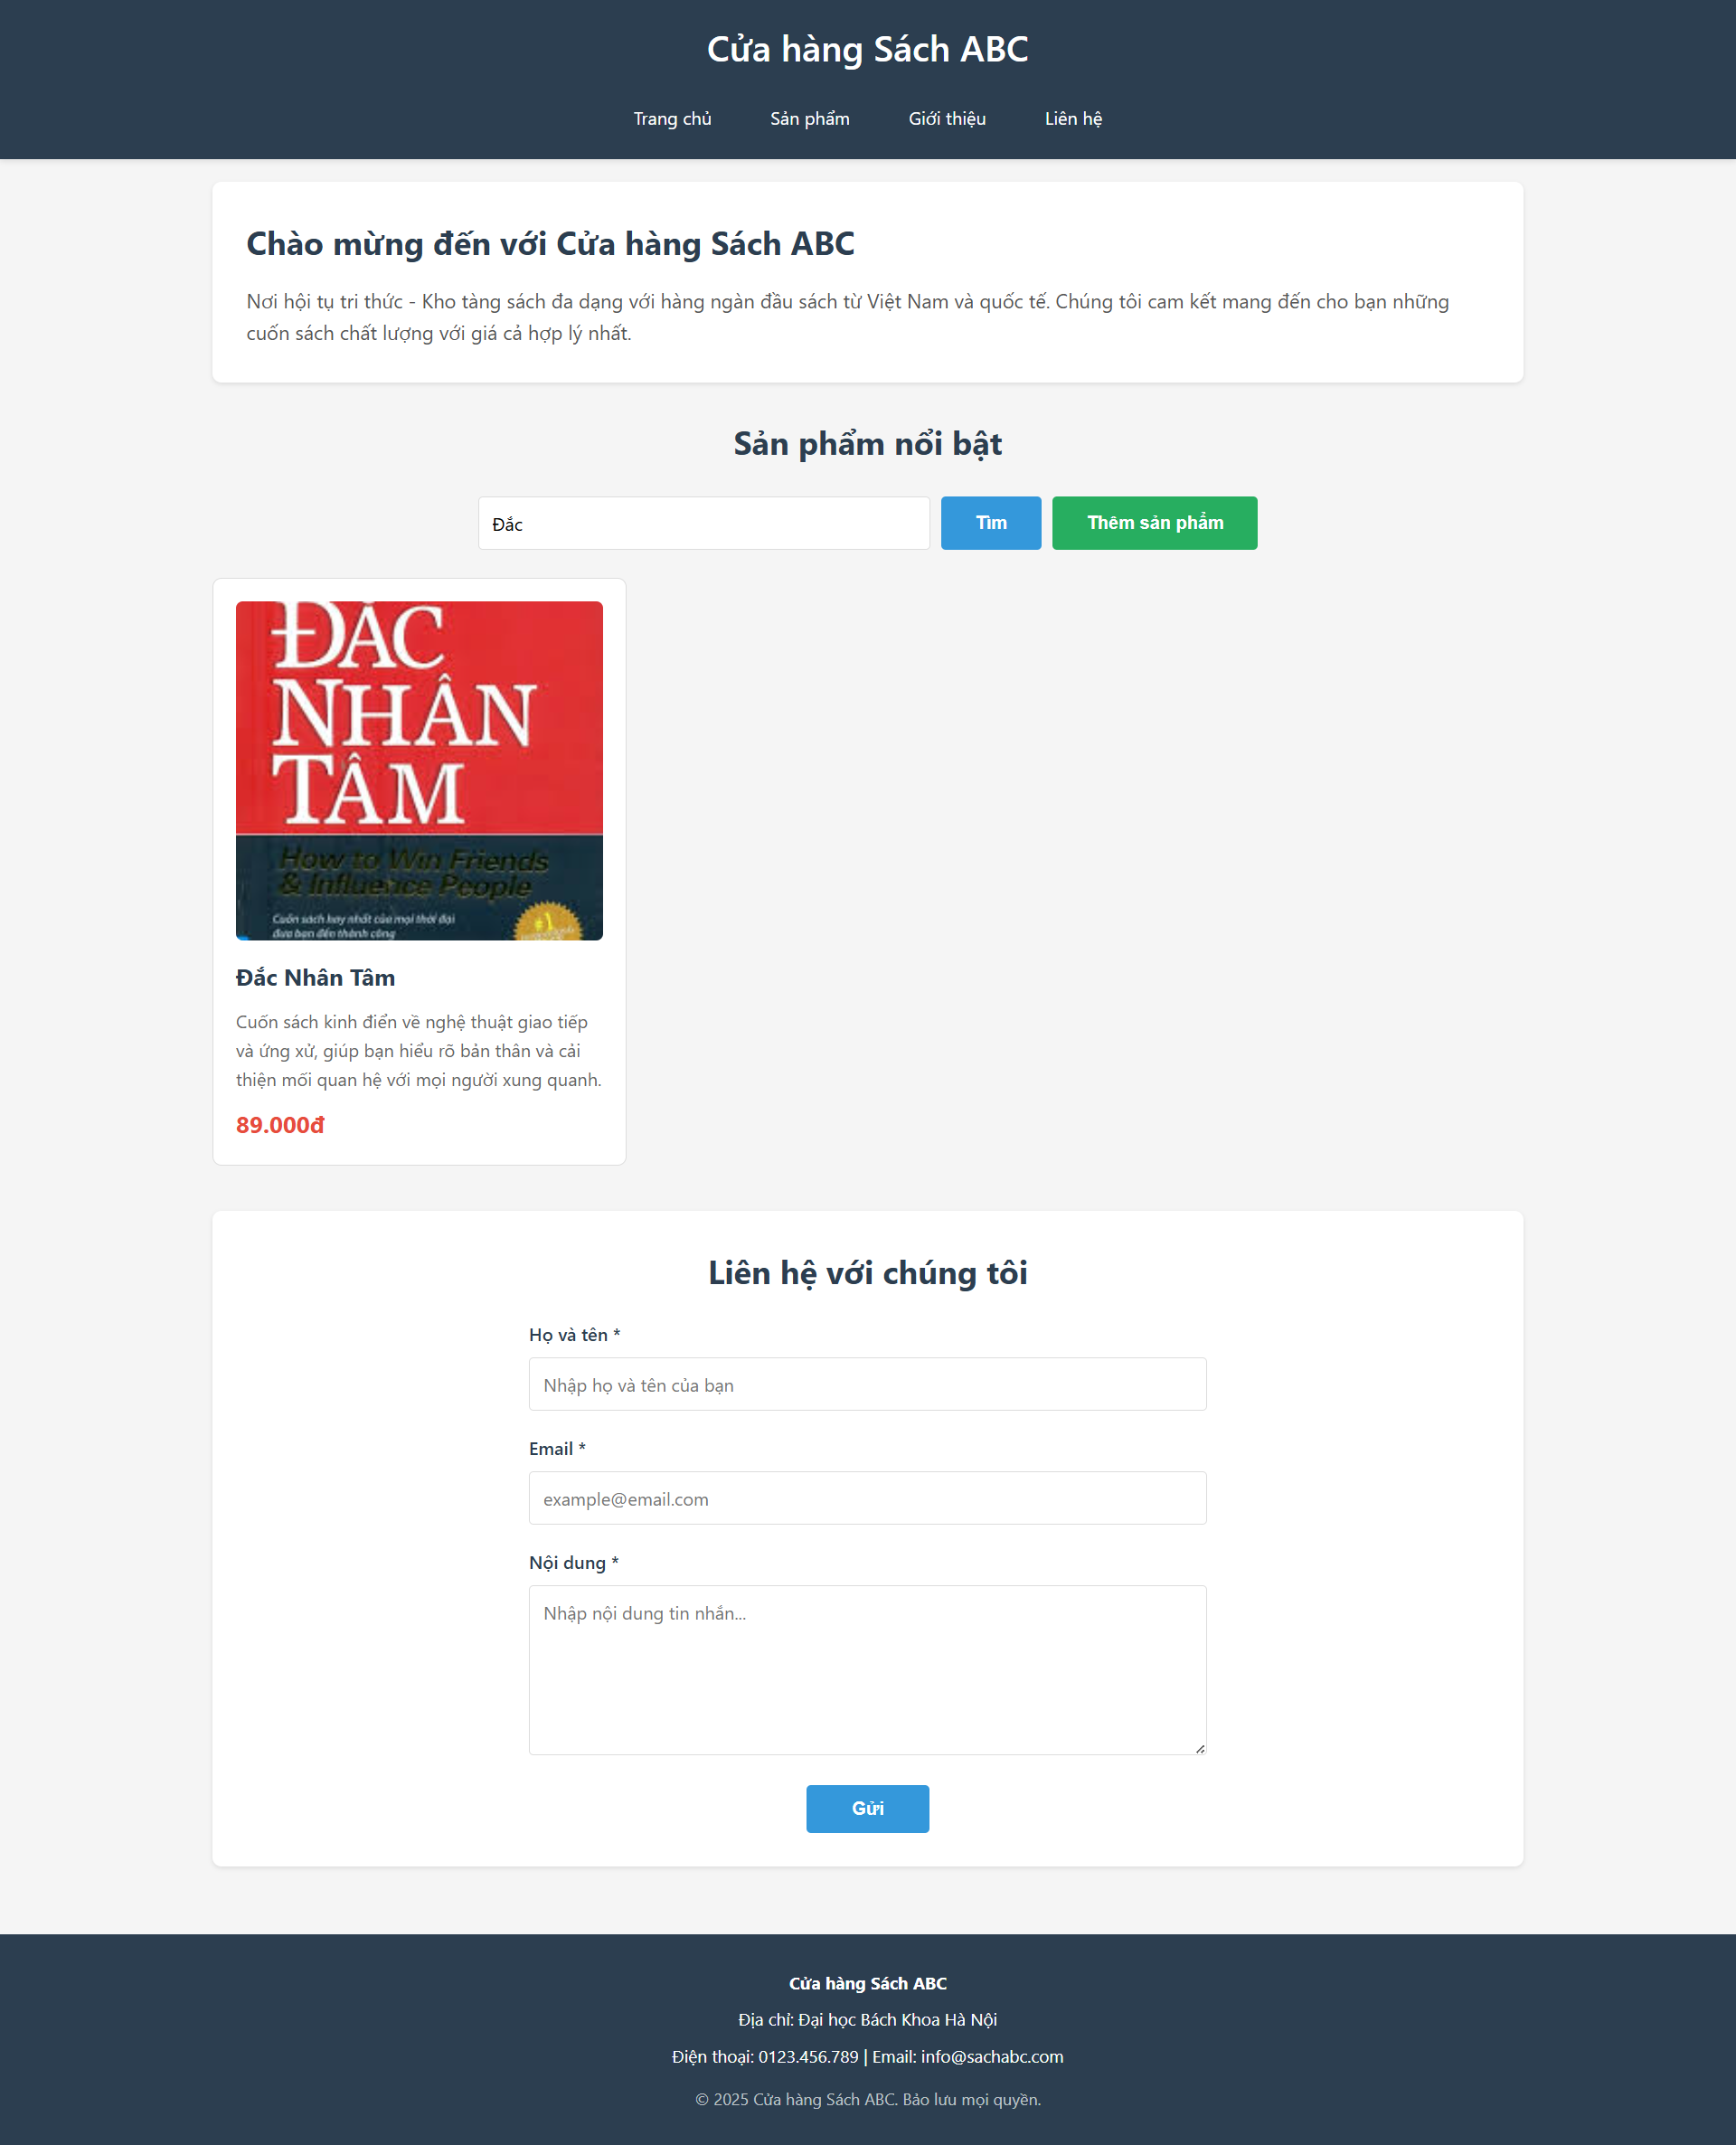 Cửa hàng Sách ABC
Trang chủ Sản phẩm Giới thiệu Liên hệ
Chào mừng đến với Cửa hàng Sách ABC
Nơi hội tụ tri thức - Kho tàng sách đa dạng với hàng ngàn đầu sách từ Việt Nam và quốc tế. Chúng tôi cam kết mang đến cho bạn những
cuốn sách chất lượng với giá cả hợp lý nhất.
Sản phẩm nổi bật
Đắc Tìm Thêm sản phẩm
ĐẮC
NHÂN
TÂM
How to Win Friends
& Influence People
Cuốn sách hay nhất của mọi thời đại
đưa bạn đến thành công
#1
Đắc Nhân Tâm
Cuốn sách kinh điển về nghệ thuật giao tiếp
và ứng xử, giúp bạn hiểu rõ bản thân và cải
thiện mối quan hệ với mọi người xung quanh.
89.000đ
Liên hệ với chúng tôi
Họ và tên *
Nhập họ và tên của bạn
Email *
example@email.com
Nội dung *
Nhập nội dung tin nhắn...
Gửi
Cửa hàng Sách ABC
Địa chỉ: Đại học Bách Khoa Hà Nội
Điện thoại: 0123.456.789 | Email: info@sachabc.com
© 2025 Cửa hàng Sách ABC. Bảo lưu mọi quyền.